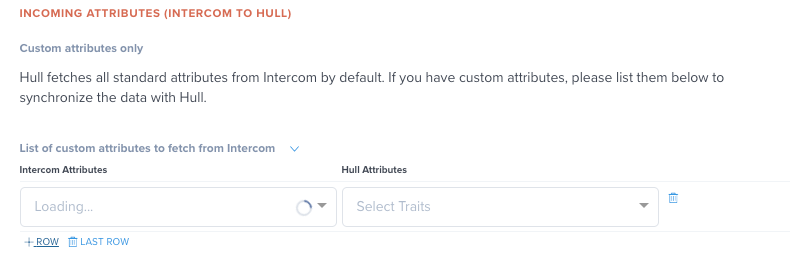 INCOMING ATTRIBUTES (INTERCOM TO HULL)
Custom attributes only
Hull fetches all standard attributes from Intercom by default. If you have custom attributes, please list them below to
synchronize the data with Hull.
List of custom attributes to fetch from Intercom
Intercom Attributes Hull Attributes
Loading... Select Traits
+ROW LAST ROW